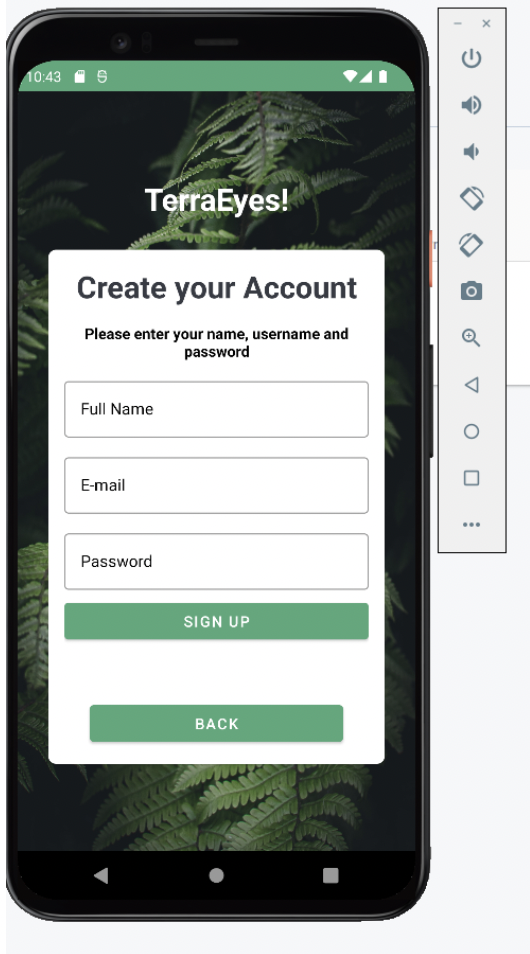 10:43
TerraEyes!
Create your Account
Please enter your name, username and
password
Full Name
E-mail
Password
SIGN UP
BACK